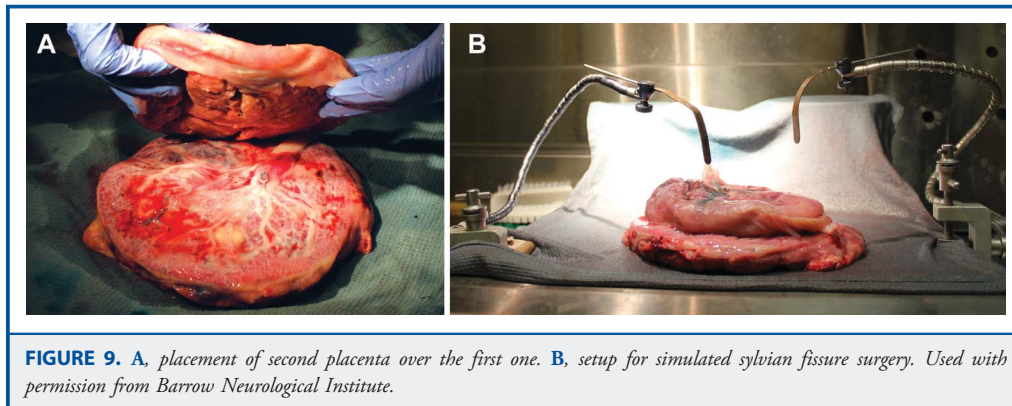 A
B
FIGURE 9. A, placement of second placenta over the first one. B, setup for simulated sylvian fissure surgery. Used with
permission from Barrow Neurological Institute.